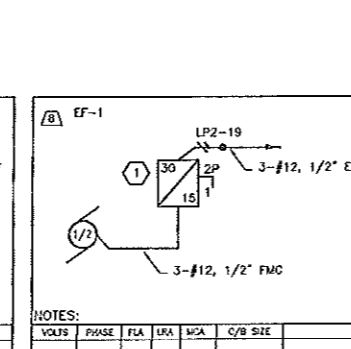 8 EF-1
LP2-19
1 30 2P
3-#12, 1/2" E
15 1
1/2
3-#12, 1/2" FMC
NOTES:
VOLTS PHASE FLA LRA MCA C/B SIZE